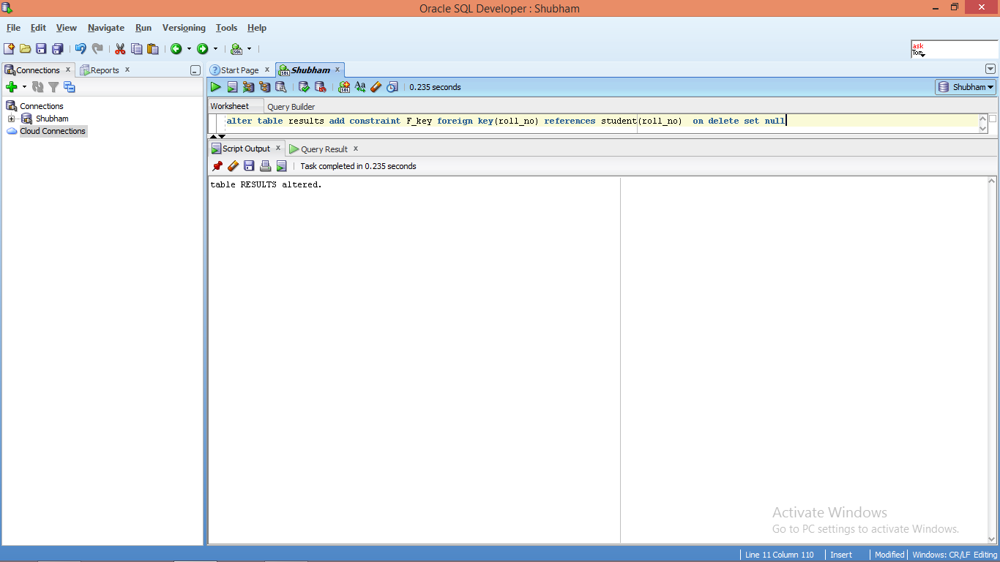 Oracle SQL Developer : Shubham
File Edit View Navigate Run Versioning Tools Help
ask
Tom
Connections Reports
Start Page Shubham
0.235 seconds
Shubham
Connections
Shubham
Cloud Connections
Worksheet Query Builder
alter table results add constraint F_key foreign key(roll_no) references student(roll_no)  on delete set null
Script Output Query Result
Task completed in 0.235 seconds
table RESULTS altered.
Activate Windows
Go to PC settings to activate Windows.
Line 11 Column 110 Insert Modified Windows: CR/LF Editing